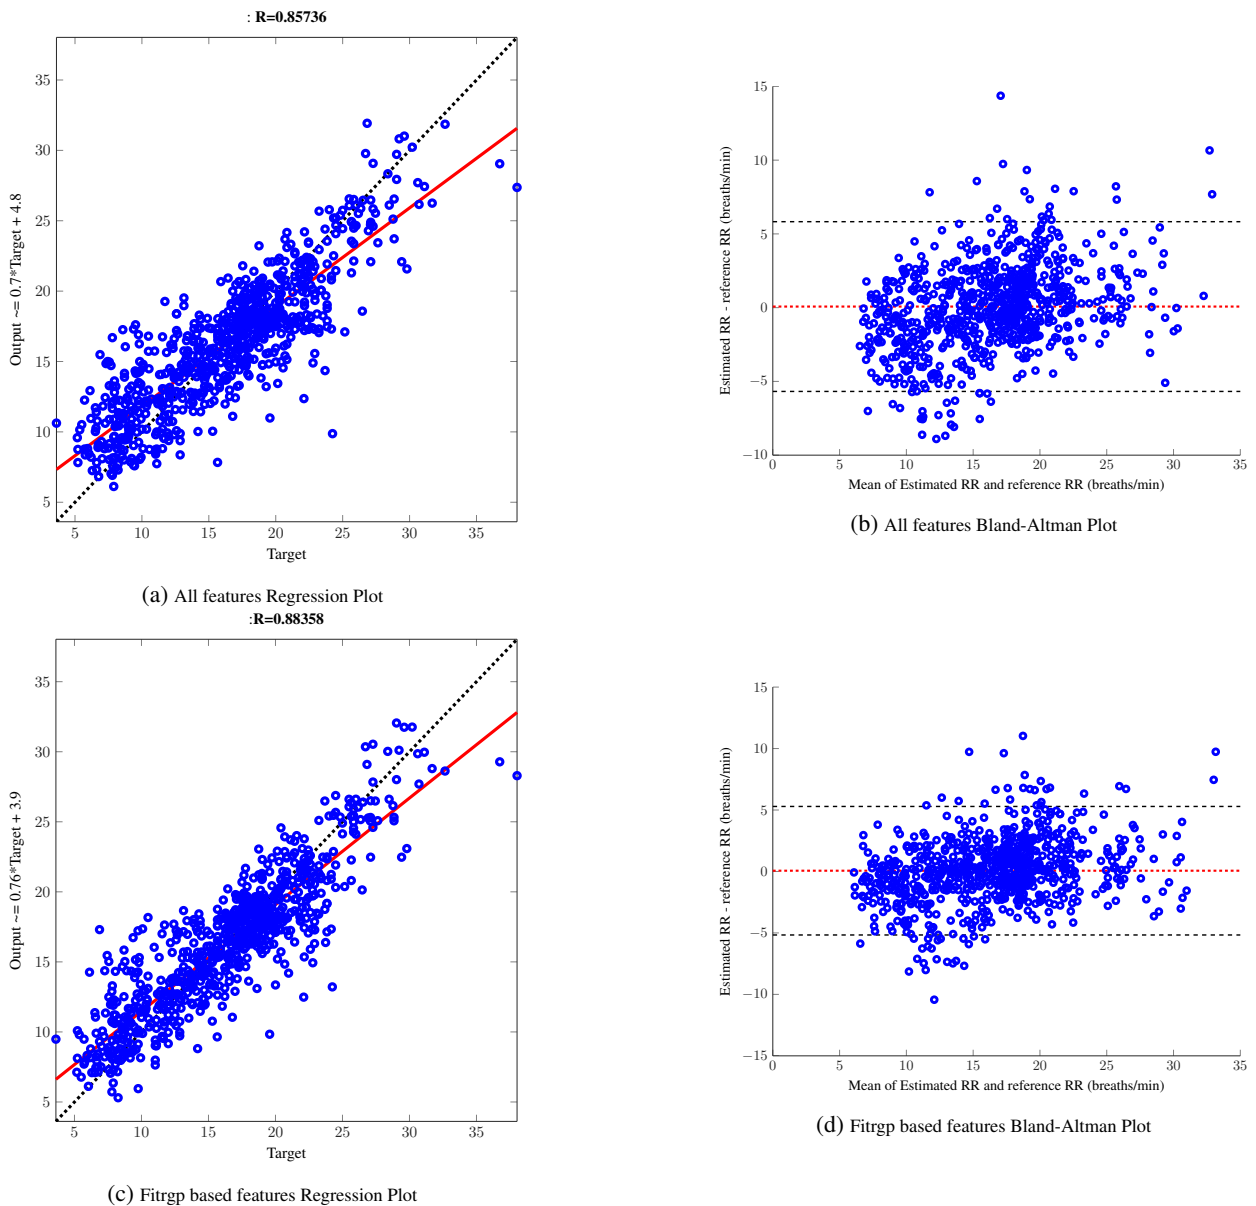 : R=0.85736
Output ~= 0.7*Target + 4.8
35
30
25
20
15
10
5
5 10 15 20 25 30 35
Target
(a) All features Regression Plot
Estimated RR - reference RR (breaths/min)
15
10
5
0
−5
−10
0 5 10 15 20 25 30 35
Mean of Estimated RR and reference RR (breaths/min)
(b) All features Bland-Altman Plot
:R=0.88358
Output ~= 0.76*Target + 3.9
35
30
25
20
15
10
5
5 10 15 20 25 30 35
Target
(c) Fitrgp based features Regression Plot
Estimated RR - reference RR (breaths/min)
15
10
5
0
−5
−10
−15
0 5 10 15 20 25 30 35
Mean of Estimated RR and reference RR (breaths/min)
(d) Fitrgp based features Bland-Altman Plot